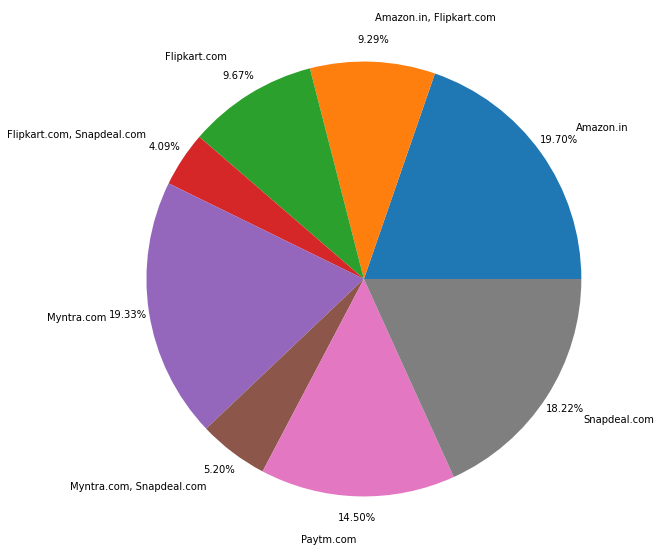 Amazon.in, Flipkart.com
9.29%
Flipkart.com
9.67%
Amazon.in
19.70%
Flipkart.com, Snapdeal.com
4.09%
Myntra.com
19.33%
18.22%
Snapdeal.com
5.20%
Myntra.com, Snapdeal.com
14.50%
Paytm.com